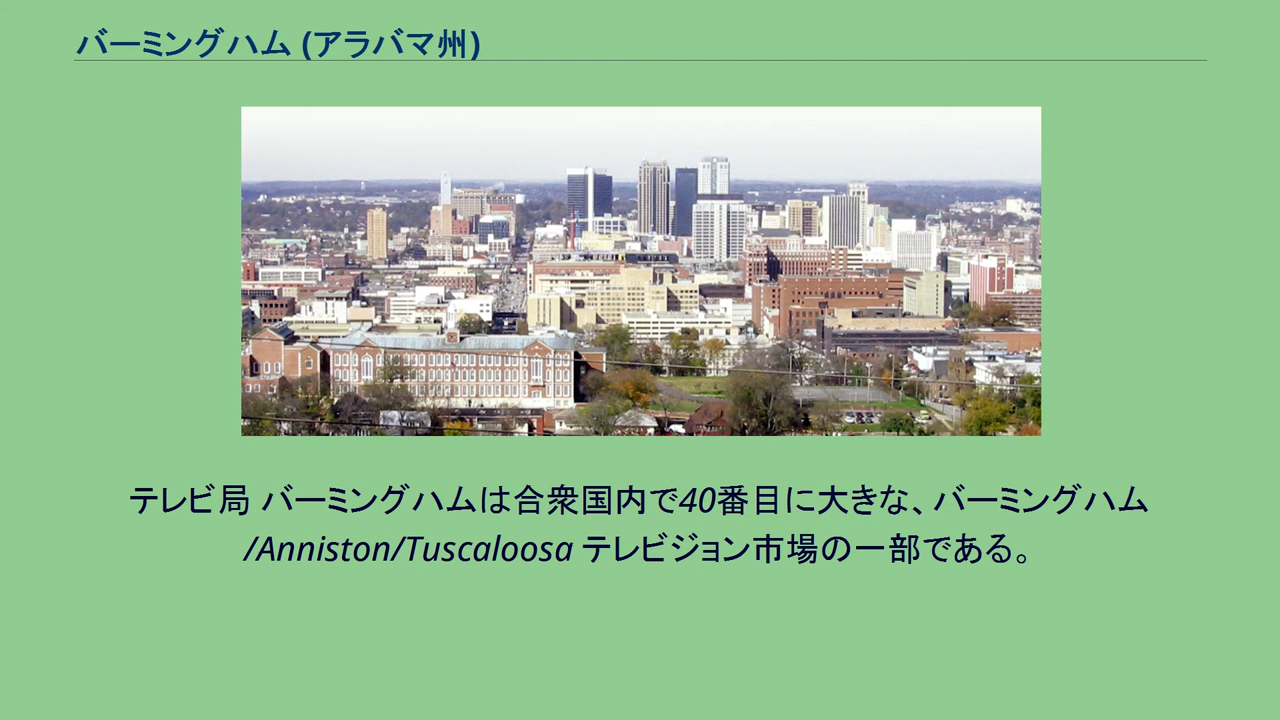 バーミングハム (アラバマ州)
テレビ局 バーミングハムは合衆国内で40番目に大きな、バーミングハム
/Anniston/Tuscaloosa テレビジョン市場の一部である。